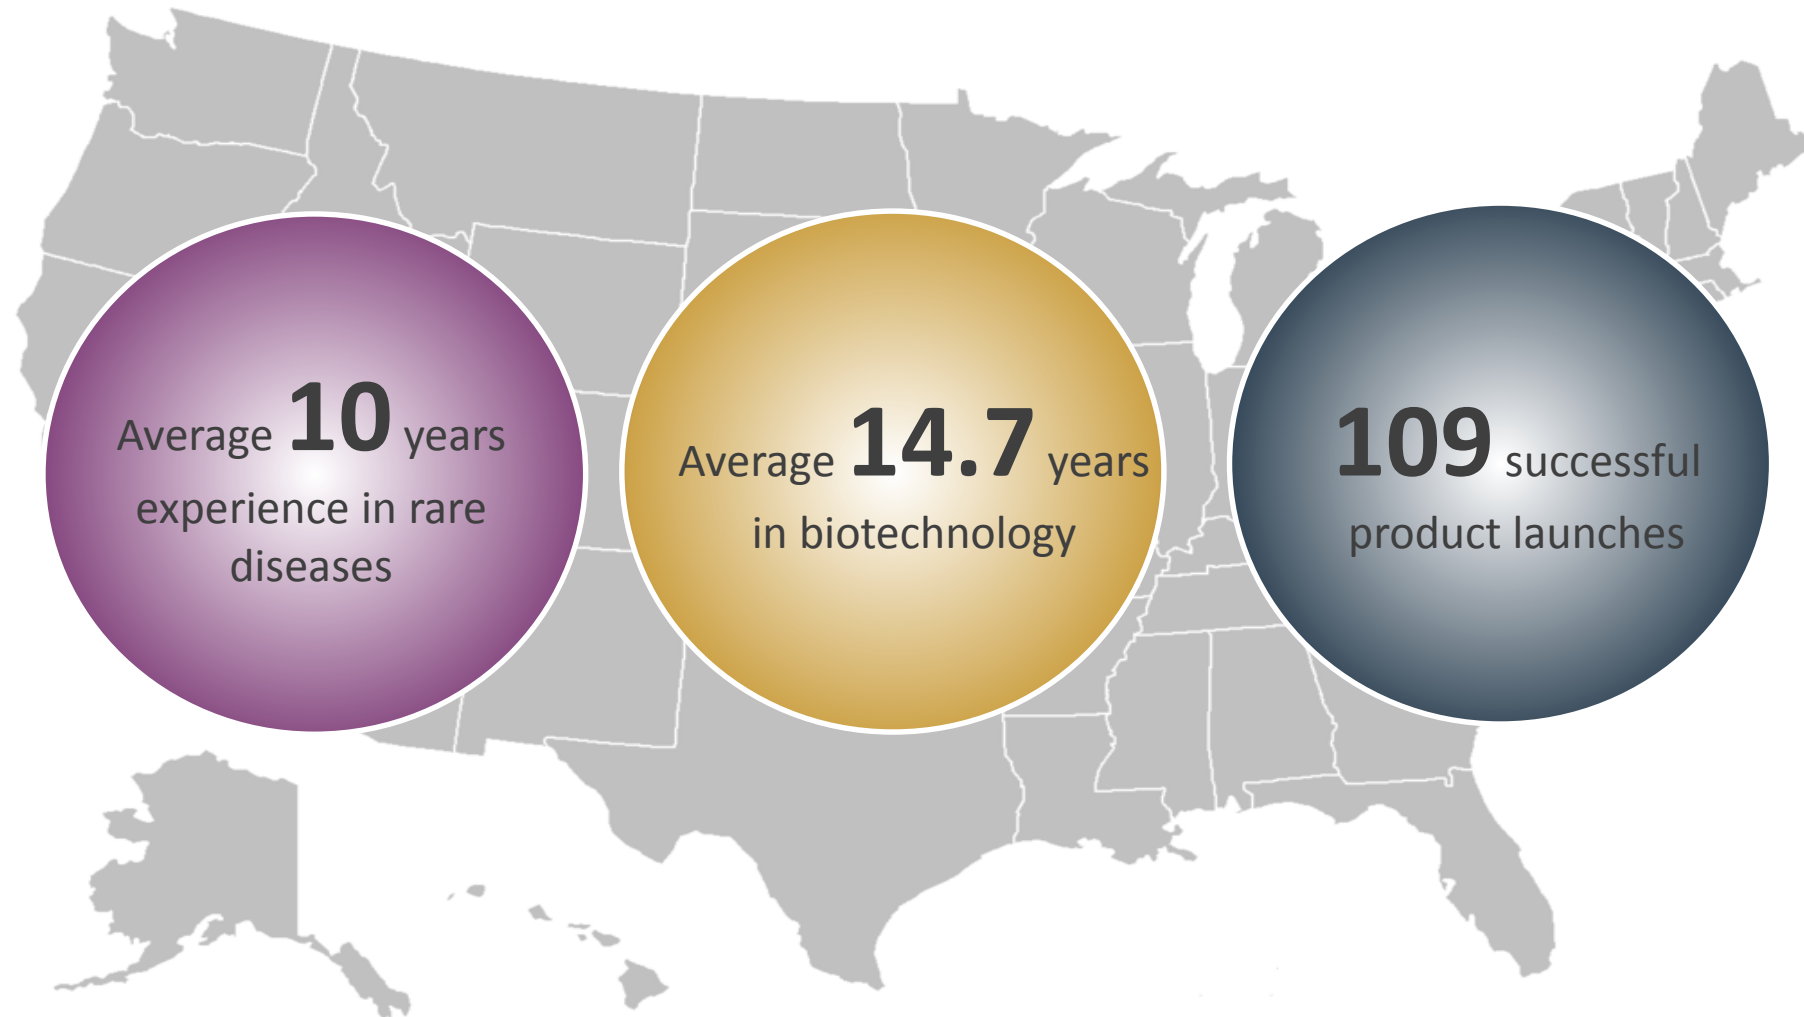 Average 10 years
experience in rare
diseases
Average 14.7 years
in biotechnology
109 successful
product launches